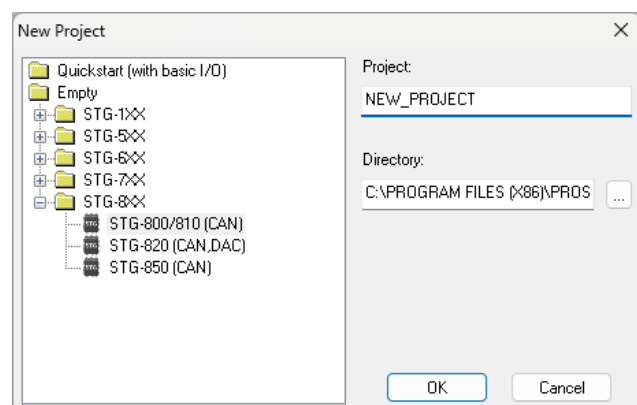 New Project
Quickstart (with basic I/O)
Empty
STG-1XX
STG-5XX
STG-6XX
STG-7XX
STG-8XX
STG-800/810 (CAN)
STG-820 (CAN,DAC)
STG-850 (CAN)
Project:
NEW_PROJECT
Directory:
C:\PROGRAM FILES (X86)\PROS
...
OK
Cancel